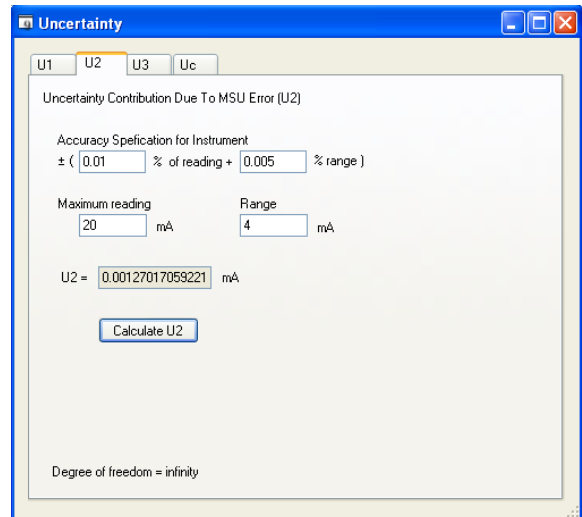 Uncertainty
U1 U2 U3 Uc
Uncertainty Contribution Due To MSU Error (U2)
Accuracy Spefication for Instrument
± ( 0.01 % of reading + 0.005 % range )
Maximum reading Range
20 mA 4 mA
U2 = 0.00127017059221 mA
Calculate U2
Degree of freedom = infinity